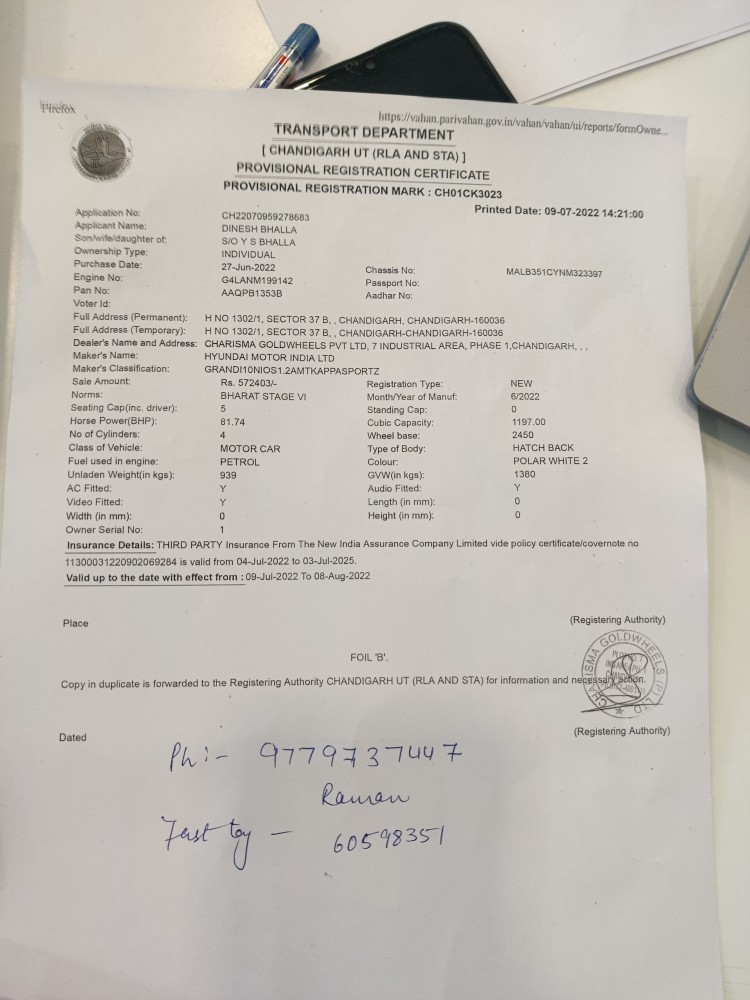 Firefox
https://vahan.parivahan.gov.in/vahan/vahan/ui/reports/formOwne...
TRANSPORT DEPARTMENT
[ CHANDIGARH UT (RLA AND STA) ]
PROVISIONAL REGISTRATION CERTIFICATE
PROVISIONAL REGISTRATION MARK : CH01CK3023
Printed Date: 09-07-2022 14:21:00
Application No: CH22070959278683
Applicant Name: DINESH BHALLA
Son/wife/daughter of: S/O Y S BHALLA
Ownership Type: INDIVIDUAL
Purchase Date: 27-Jun-2022 Chassis No: MALB351CYNM323397
Engine No: G4LANM199142 Passport No:
Pan No: AAQPB1353B Aadhar No:
Voter Id:
Full Address (Permanent): H NO 1302/1, SECTOR 37 B, , CHANDIGARH, CHANDIGARH-160036
Full Address (Temporary): H NO 1302/1, SECTOR 37 B, , CHANDIGARH-CHANDIGARH-160036
Dealer's Name and Address: CHARISMA GOLDWHEELS PVT LTD, 7 INDUSTRIAL AREA, PHASE 1,CHANDIGARH, , ,
Maker's Name: HYUNDAI MOTOR INDIA LTD
Maker's Classification: GRANDI10NIOS1.2AMTKAPPASPORTZ
Sale Amount: Rs. 572403/- Registration Type: NEW
Norms: BHARAT STAGE VI Month/Year of Manuf: 6/2022
Seating Cap(inc. driver): 5 Standing Cap: 0
Horse Power(BHP): 81.74 Cubic Capacity: 1197.00
No of Cylinders: 4 Wheel base: 2450
Class of Vehicle: MOTOR CAR Type of Body: HATCH BACK
Fuel used in engine: PETROL Colour: POLAR WHITE 2
Unladen Weight(in kgs): 939 GVW(in kgs): 1380
AC Fitted: Y Audio Fitted: Y
Video Fitted: Y Length (in mm): 0
Width (in mm): 0 Height (in mm): 0
Owner Serial No: 1
Insurance Details: THIRD PARTY Insurance From The New India Assurance Company Limited vide policy certificate/covernote no
11300031220902069284 is valid from 04-Jul-2022 to 03-Jul-2025.
Valid up to the date with effect from : 09-Jul-2022 To 08-Aug-2022
Place (Registering Authority)
FOIL 'B'.
CHARISMA GOLDWHEELS (P) LTD
Copy in duplicate is forwarded to the Registering Authority CHANDIGARH UT (RLA AND STA) for information and necessary action.
Dated (Registering Authority)
Ph:- 9779737447
Raman
Fast tag - 60598351